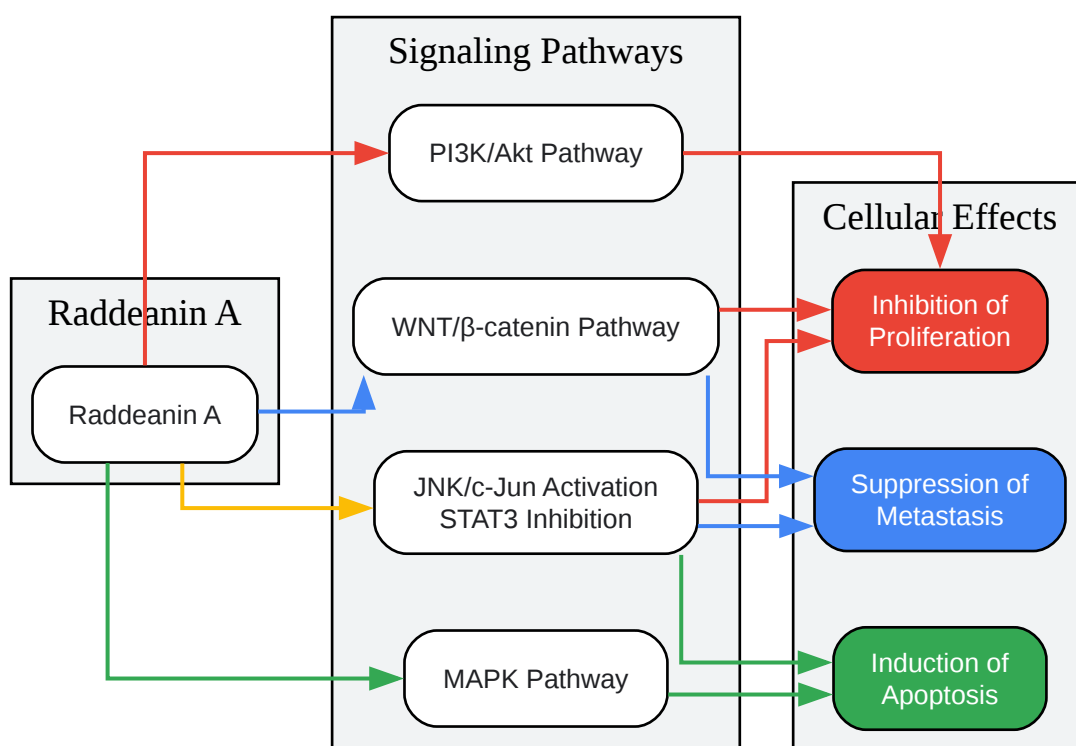 Signaling Pathways
PI3K/Akt Pathway
Cellular Effects
Raddeanin A
Inhibition of
Proliferation
WNT/β-catenin Pathway
Raddeanin A
JNK/c-Jun Activation
STAT3 Inhibition
Suppression of
Metastasis
MAPK Pathway
Induction of
Apoptosis